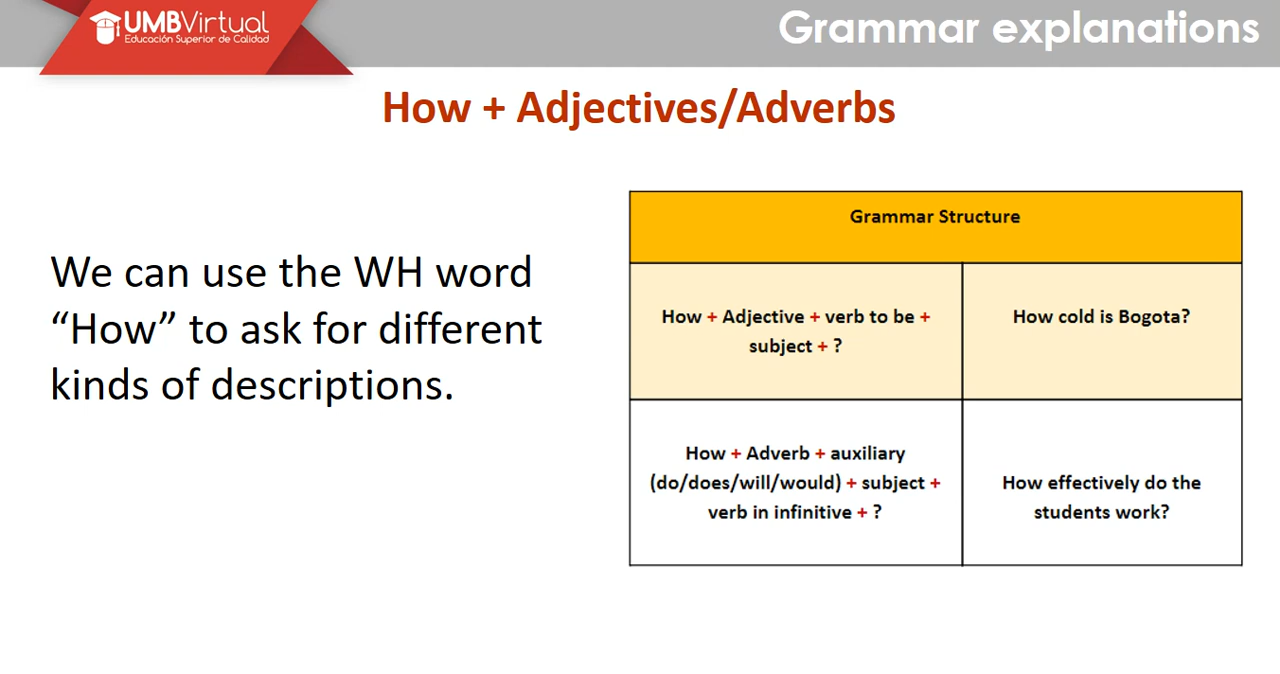 UMBVirtual
Educación Superior de Calidad
Grammar explanations
How + Adjectives/Adverbs
We can use the WH word
“How” to ask for different
kinds of descriptions.
Grammar Structure
How + Adjective + verb to be +
subject + ?
How cold is Bogota?
How + Adverb + auxiliary
(do/does/will/would) + subject +
verb in infinitive + ?
How effectively do the
students work?